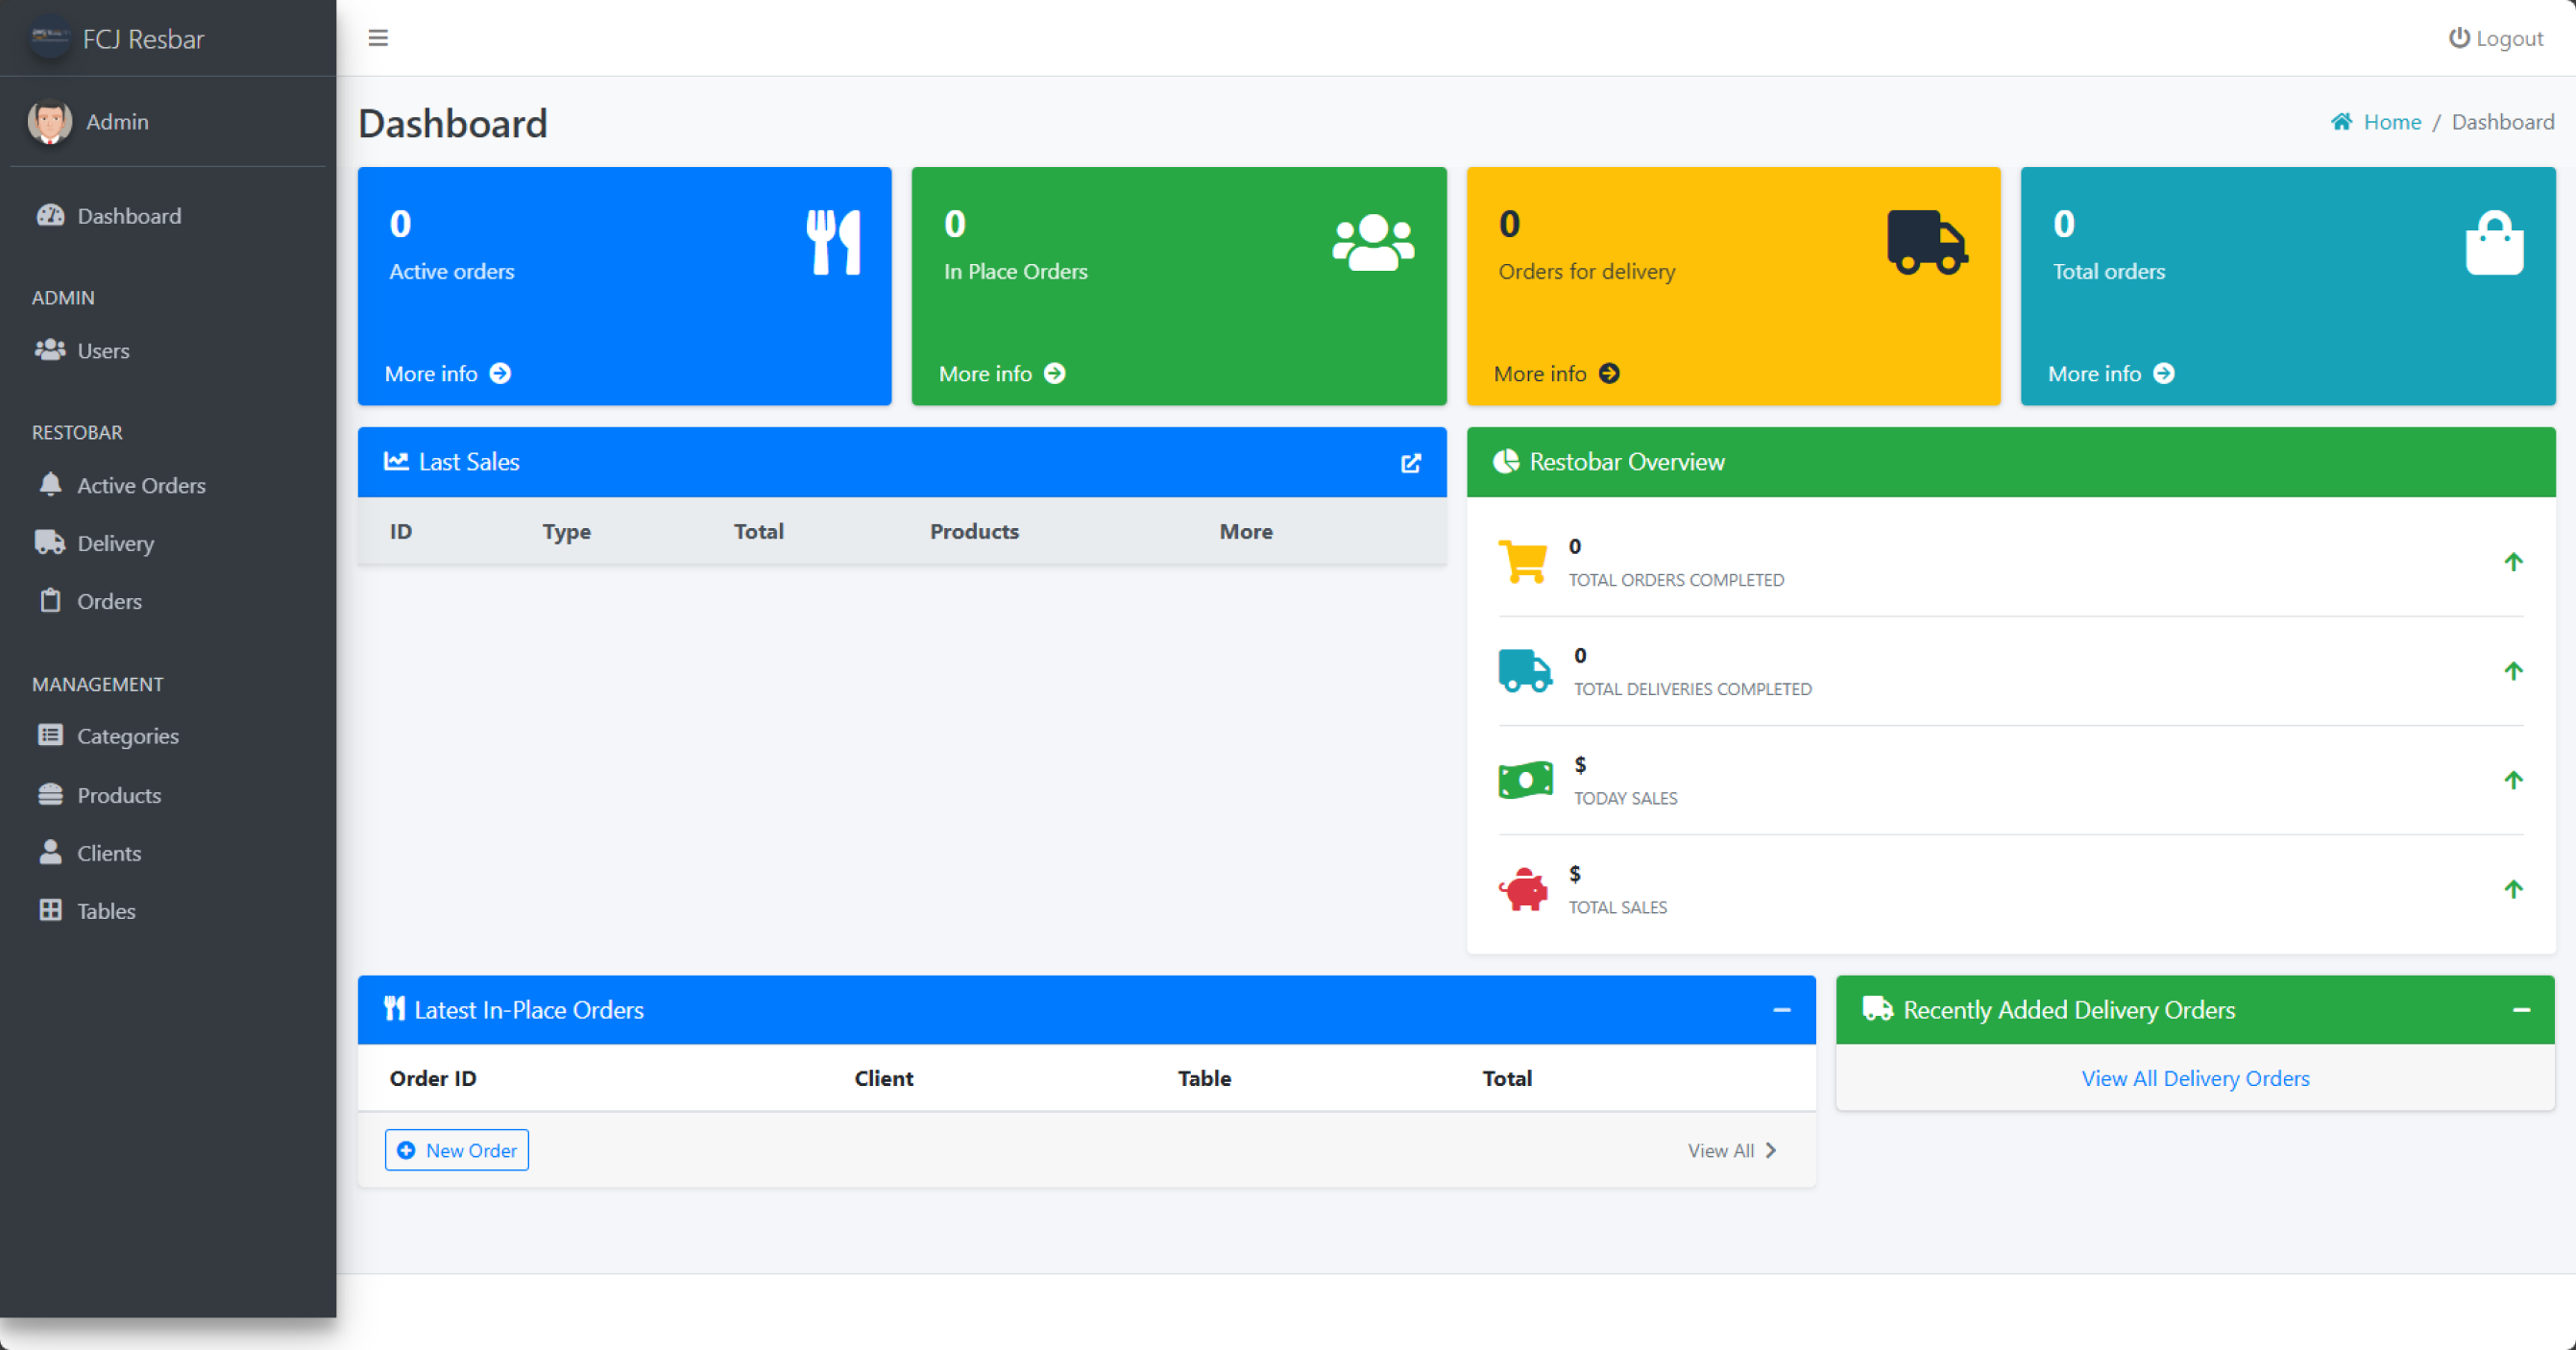 FCJ Resbar
Logout
Admin
Dashboard
Home / Dashboard
Dashboard
ADMIN
Users
RESTOBAR
Active Orders
Delivery
Orders
MANAGEMENT
Categories
Products
Clients
Tables
0
Active orders
More info
0
In Place Orders
More info
0
Orders for delivery
More info
0
Total orders
More info
Last Sales
ID Type Total Products More
Restobar Overview
0
TOTAL ORDERS COMPLETED
0
TOTAL DELIVERIES COMPLETED
$
TODAY SALES
$
TOTAL SALES
Latest In-Place Orders
Order ID Client Table Total
New Order
View All
Recently Added Delivery Orders
View All Delivery Orders